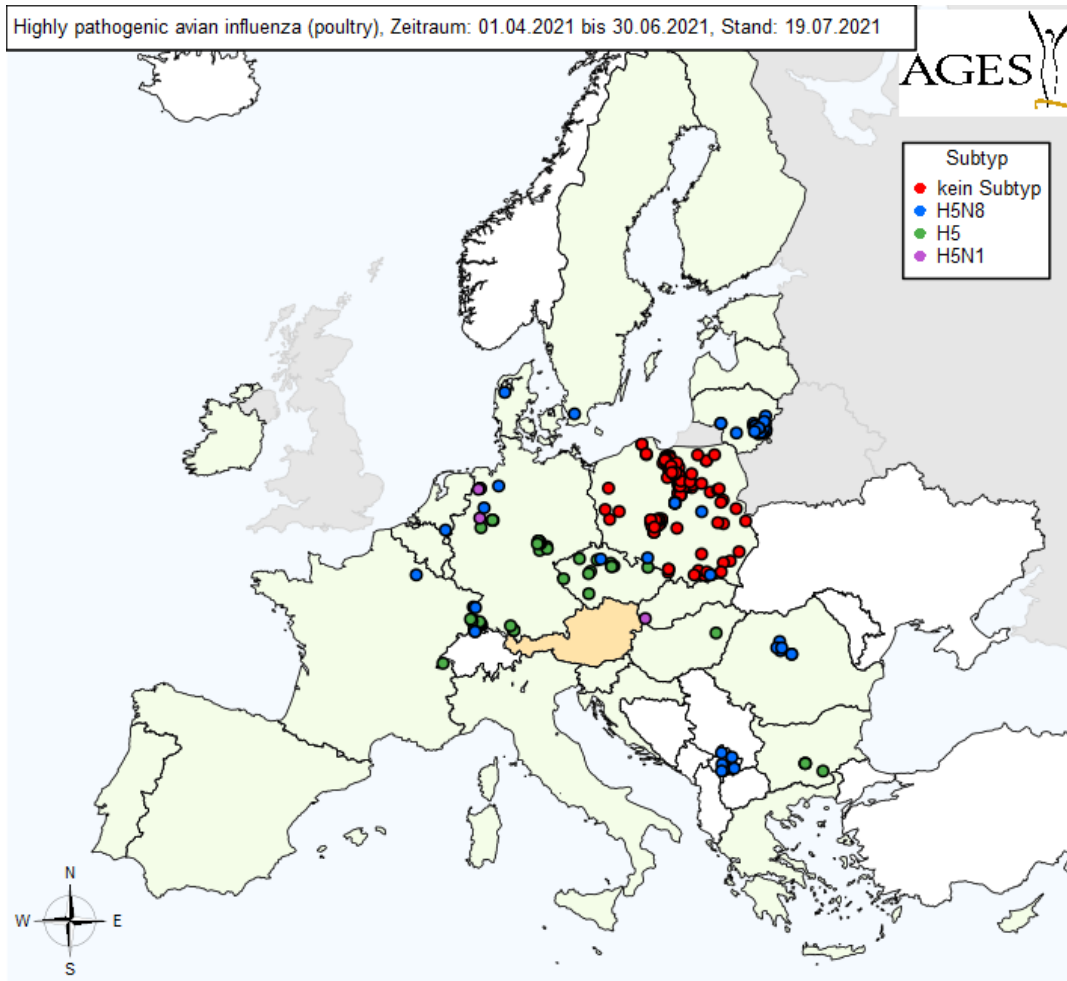 Highly pathogenic avian influenza (poultry), Zeitraum: 01.04.2021 bis 30.06.2021, Stand: 19.07.2021
AGES
Subtyp
kein Subtyp
H5N8
H5
H5N1
N
W E
S